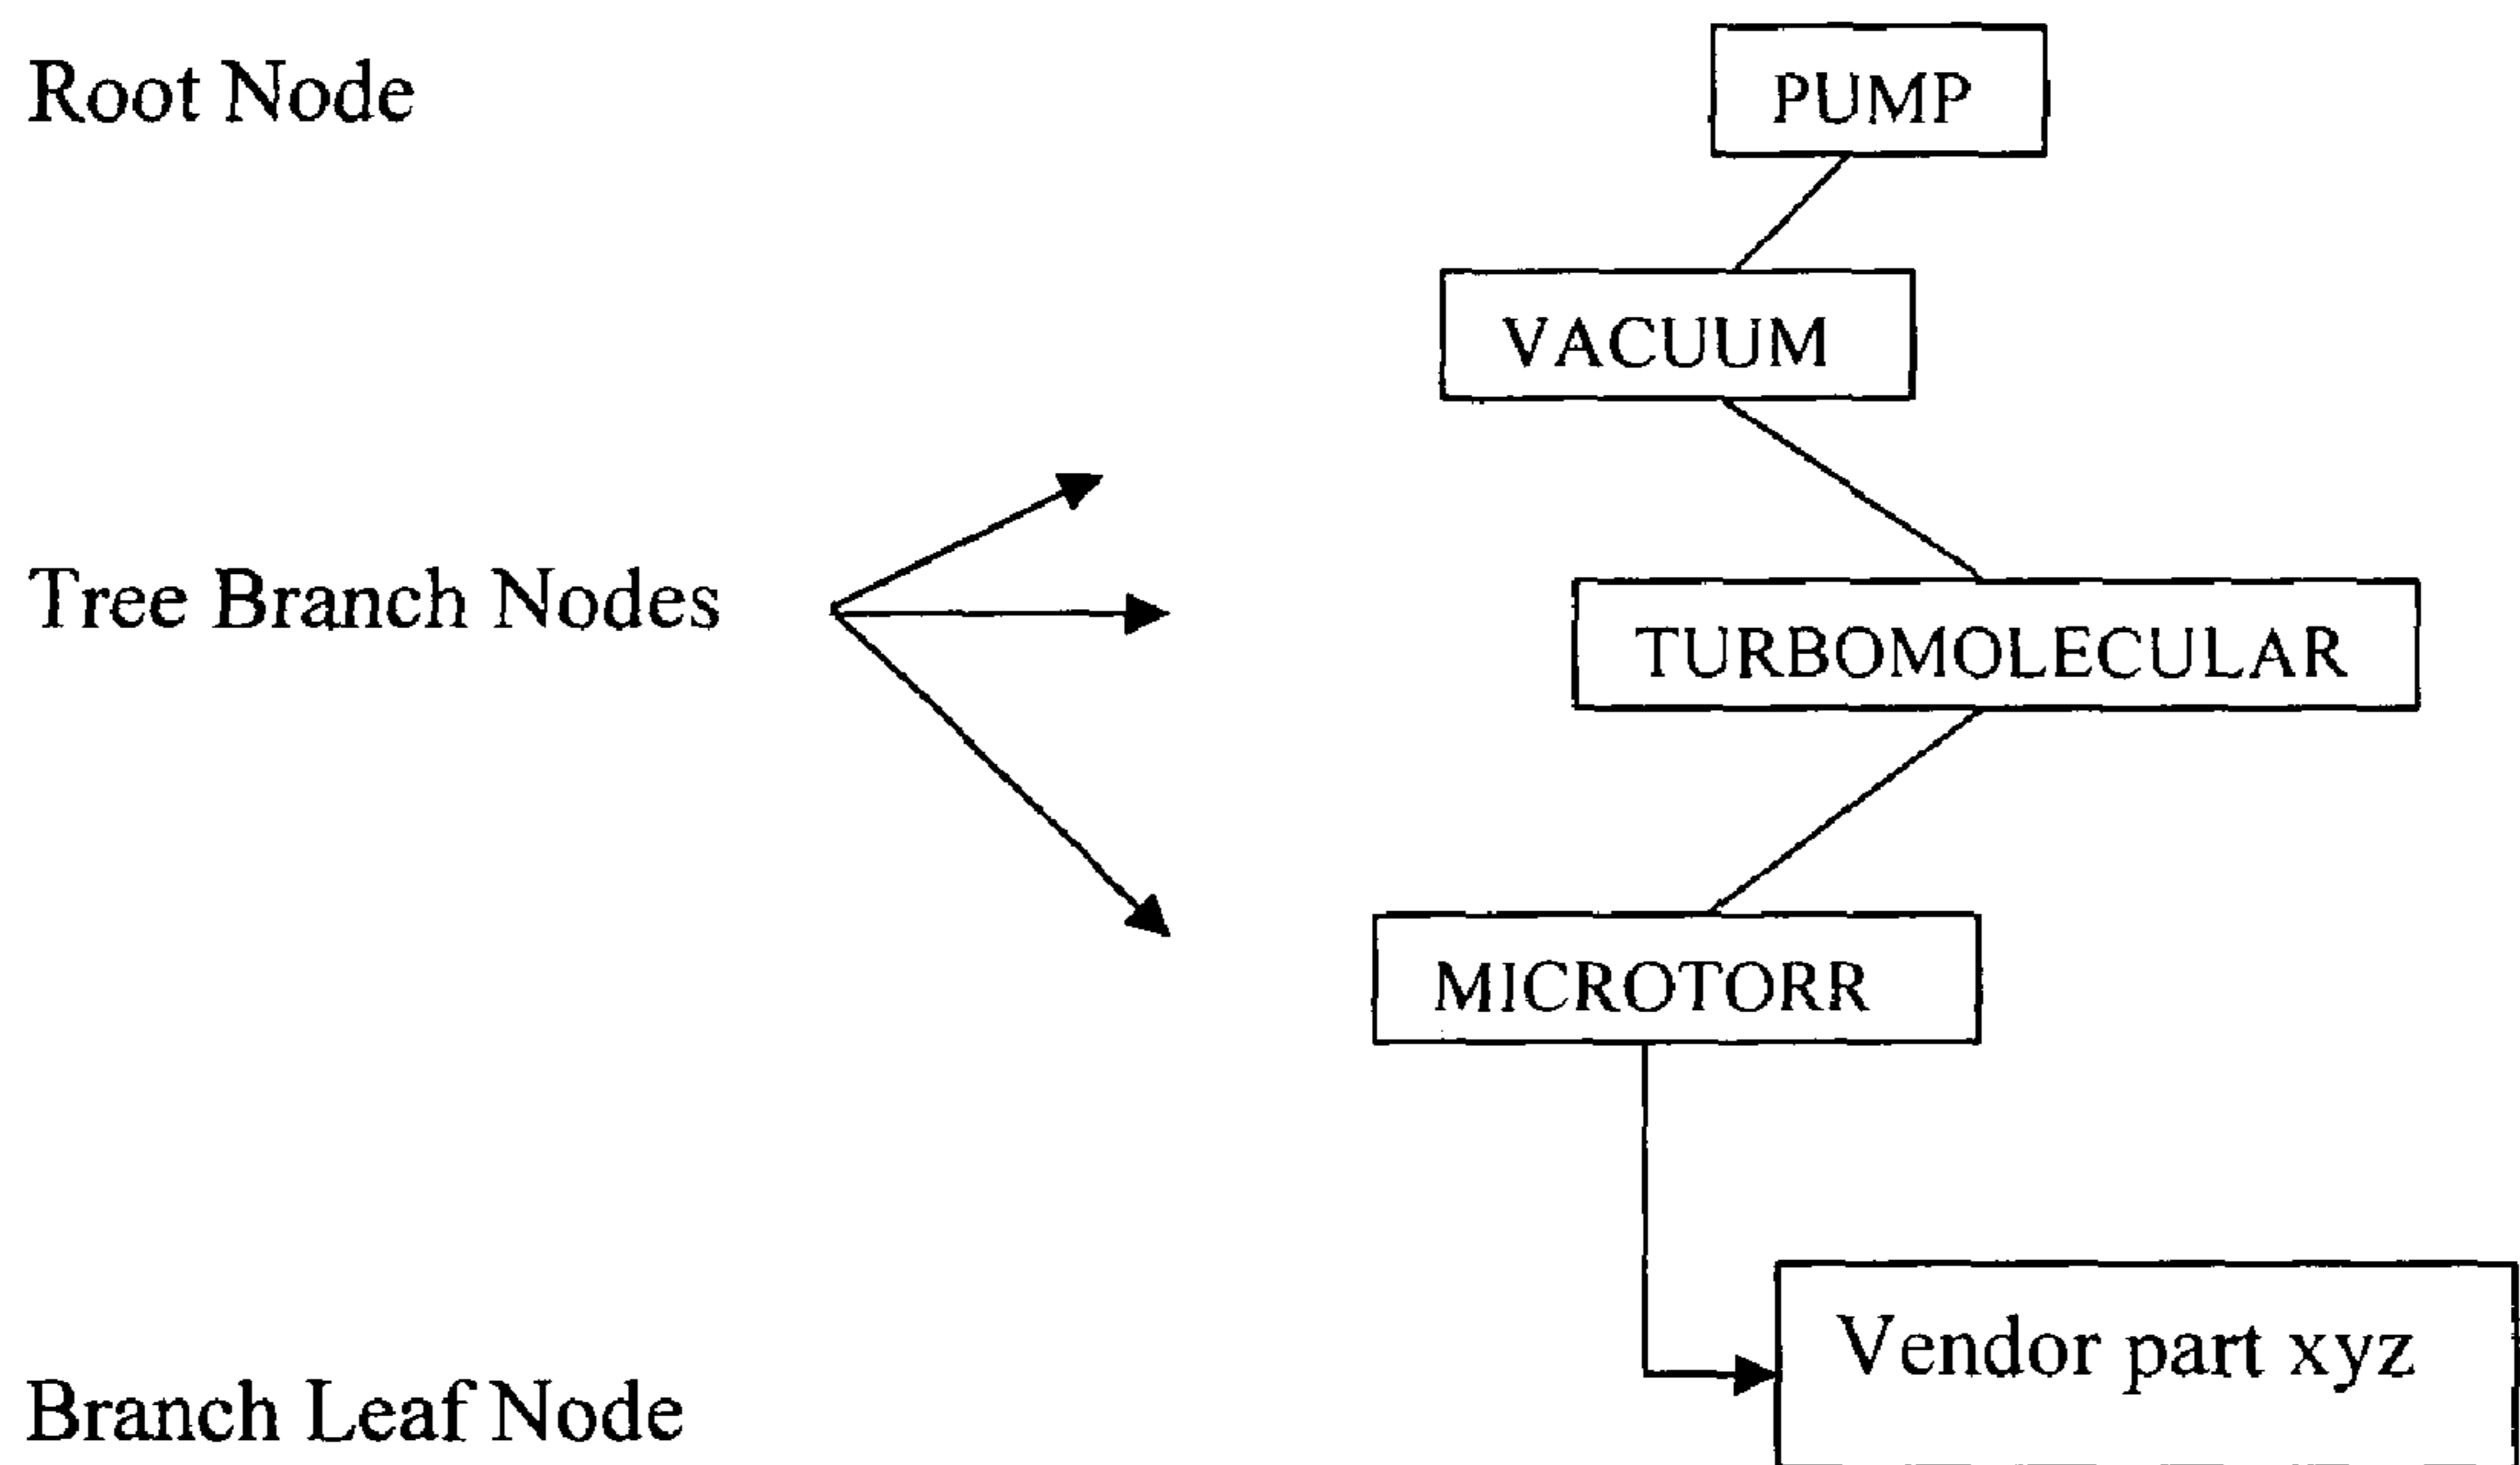 Root Node
PUMP
VACUUM
Tree Branch Nodes
TURBOMOLECULAR
MICROTORR
Vendor part xyz
Branch Leaf Node